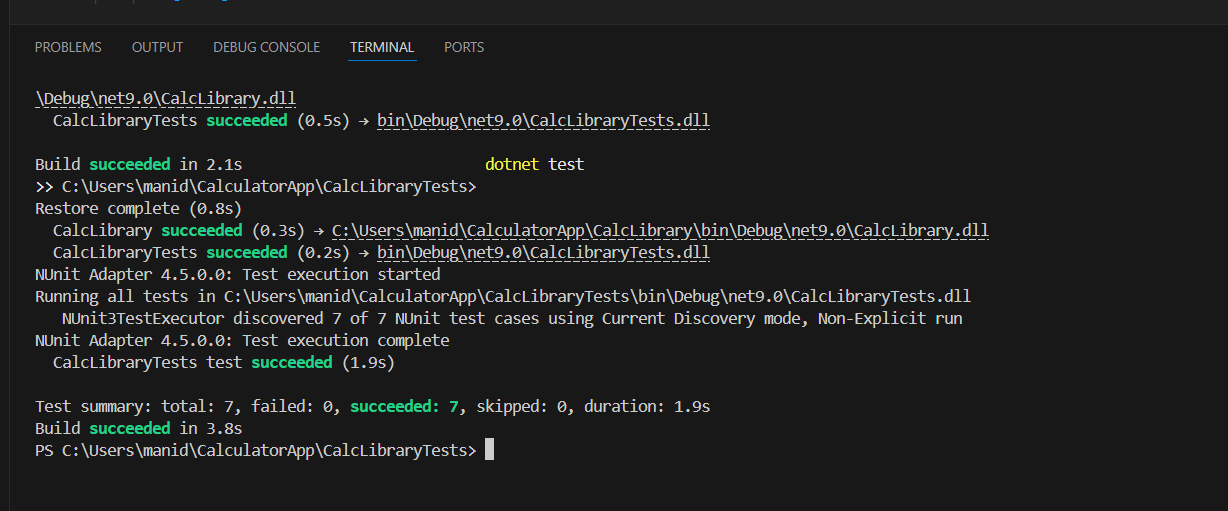 PROBLEMS OUTPUT DEBUG CONSOLE TERMINAL PORTS
\Debug\net9.0\CalcLibrary.dll
CalcLibraryTests succeeded (0.5s) → bin\Debug\net9.0\CalcLibraryTests.dll
Build succeeded in 2.1s dotnet test
>> C:\Users\manid\CalculatorApp\CalcLibraryTests>
Restore complete (0.8s)
CalcLibrary succeeded (0.3s) → C:\Users\manid\CalculatorApp\CalcLibrary\bin\Debug\net9.0\CalcLibrary.dll
CalcLibraryTests succeeded (0.2s) → bin\Debug\net9.0\CalcLibraryTests.dll
NUnit Adapter 4.5.0.0: Test execution started
Running all tests in C:\Users\manid\CalculatorApp\CalcLibraryTests\bin\Debug\net9.0\CalcLibraryTests.dll
NUnit3TestExecutor discovered 7 of 7 NUnit test cases using Current Discovery mode, Non-Explicit run
NUnit Adapter 4.5.0.0: Test execution complete
CalcLibraryTests test succeeded (1.9s)
Test summary: total: 7, failed: 0, succeeded: 7, skipped: 0, duration: 1.9s
Build succeeded in 3.8s
PS C:\Users\manid\CalculatorApp\CalcLibraryTests>